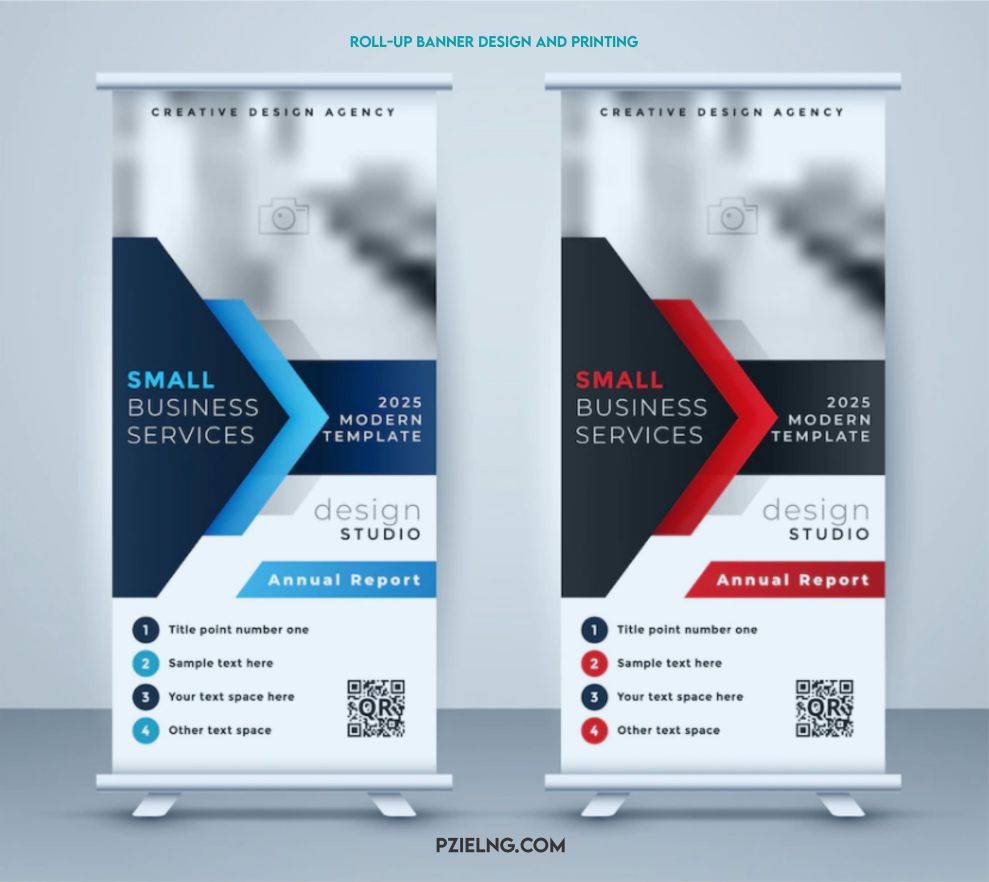 ROLL-UP BANNER DESIGN AND PRINTING
CREATIVE DESIGN AGENCY
SMALL
BUSINESS
SERVICES
2025
MODERN
TEMPLATE
design
STUDIO
Annual Report
1 Title point number one
2 Sample text here
3 Your text space here
4 Other text space
QR
CREATIVE DESIGN AGENCY
SMALL
BUSINESS
SERVICES
2025
MODERN
TEMPLATE
design
STUDIO
Annual Report
1 Title point number one
2 Sample text here
3 Your text space here
4 Other text space
QR
PZIELNG.COM